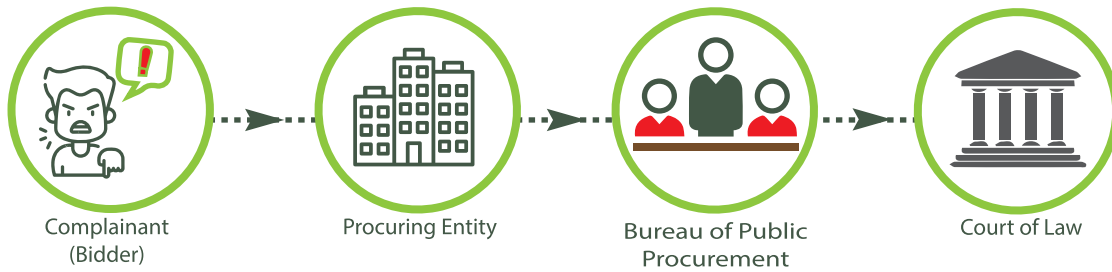 Complainant
(Bidder)
Procuring Entity
Bureau of Public
Procurement
Court of Law